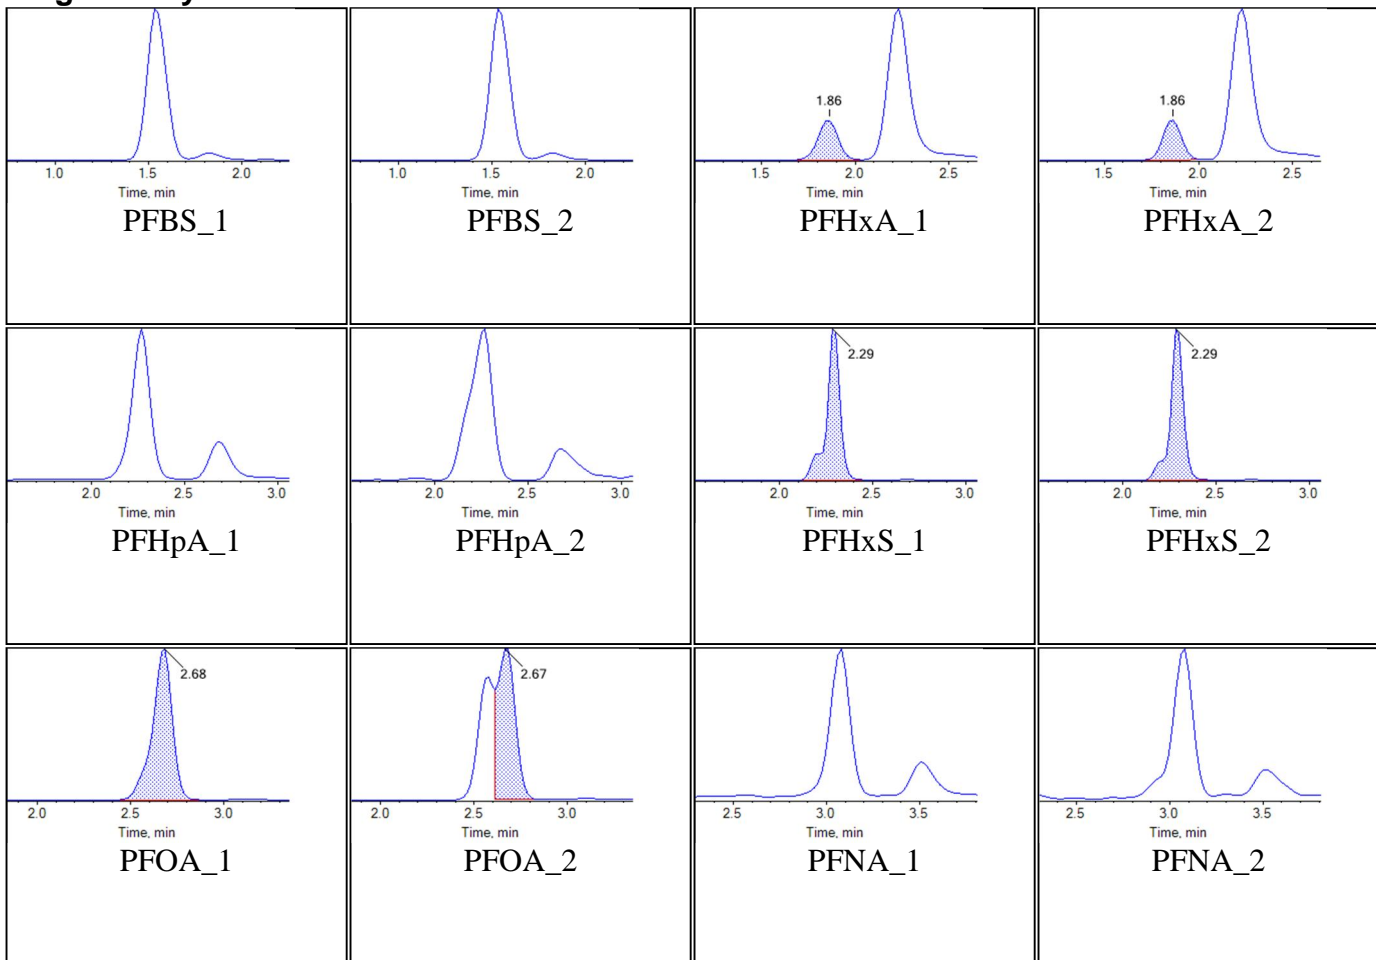 1.86 1.86
1.0 1.5 2.0 1.0 1.5 2.0 1.5 2.0 2.5 1.5 2.0 2.5
Time, min Time, min Time, min Time, min
PFBS_1 PFBS_2 PFHxA_1 PFHxA_2
2.29 2.29
2.0 2.5 3.0 2.0 2.5 3.0 2.0 2.5 3.0 2.0 2.5 3.0
Time, min Time, min Time, min Time, min
PFHpA_1 PFHpA_2 PFHxS_1 PFHxS_2
2.68 2.67
2.0 2.5 3.0 2.0 2.5 3.0 2.5 3.0 3.5 2.5 3.0 3.5
Time, min Time, min Time, min Time, min
PFOA_1 PFOA_2 PFNA_1 PFNA_2